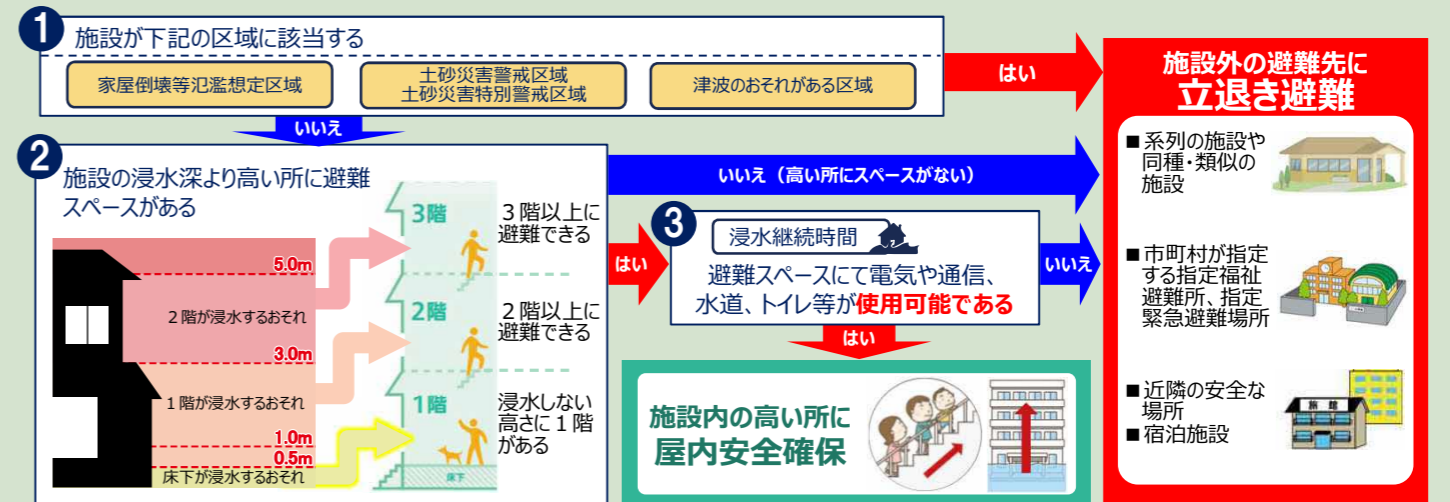 1
施設が下記の区域に該当する
家屋倒壊等氾濫想定区域
土砂災害警戒区域
土砂災害特別警戒区域
津波のおそれがある区域
はい
いいえ
2
施設の浸水深より高い所に避難
スペースがある
5.0m
2階が浸水するおそれ
3.0m
1階が浸水するおそれ
1.0m
0.5m
床下が浸水するおそれ
3階
3階以上に
避難できる
2階
2階以上に
避難できる
1階
浸水しない
高さに1階
がある
床下
いいえ（高い所にスペースがない）
はい
3
浸水継続時間
避難スペースにて電気や通信、
水道、トイレ等が使用可能である
いいえ
はい
施設内の高い所に
屋内安全確保
施設外の避難先に
立退き避難
■系列の施設や
同種・類似の
施設
■市町村が指定
する指定福祉
避難所、指定
緊急避難場所
■近隣の安全な
場所
■宿泊施設
旅館